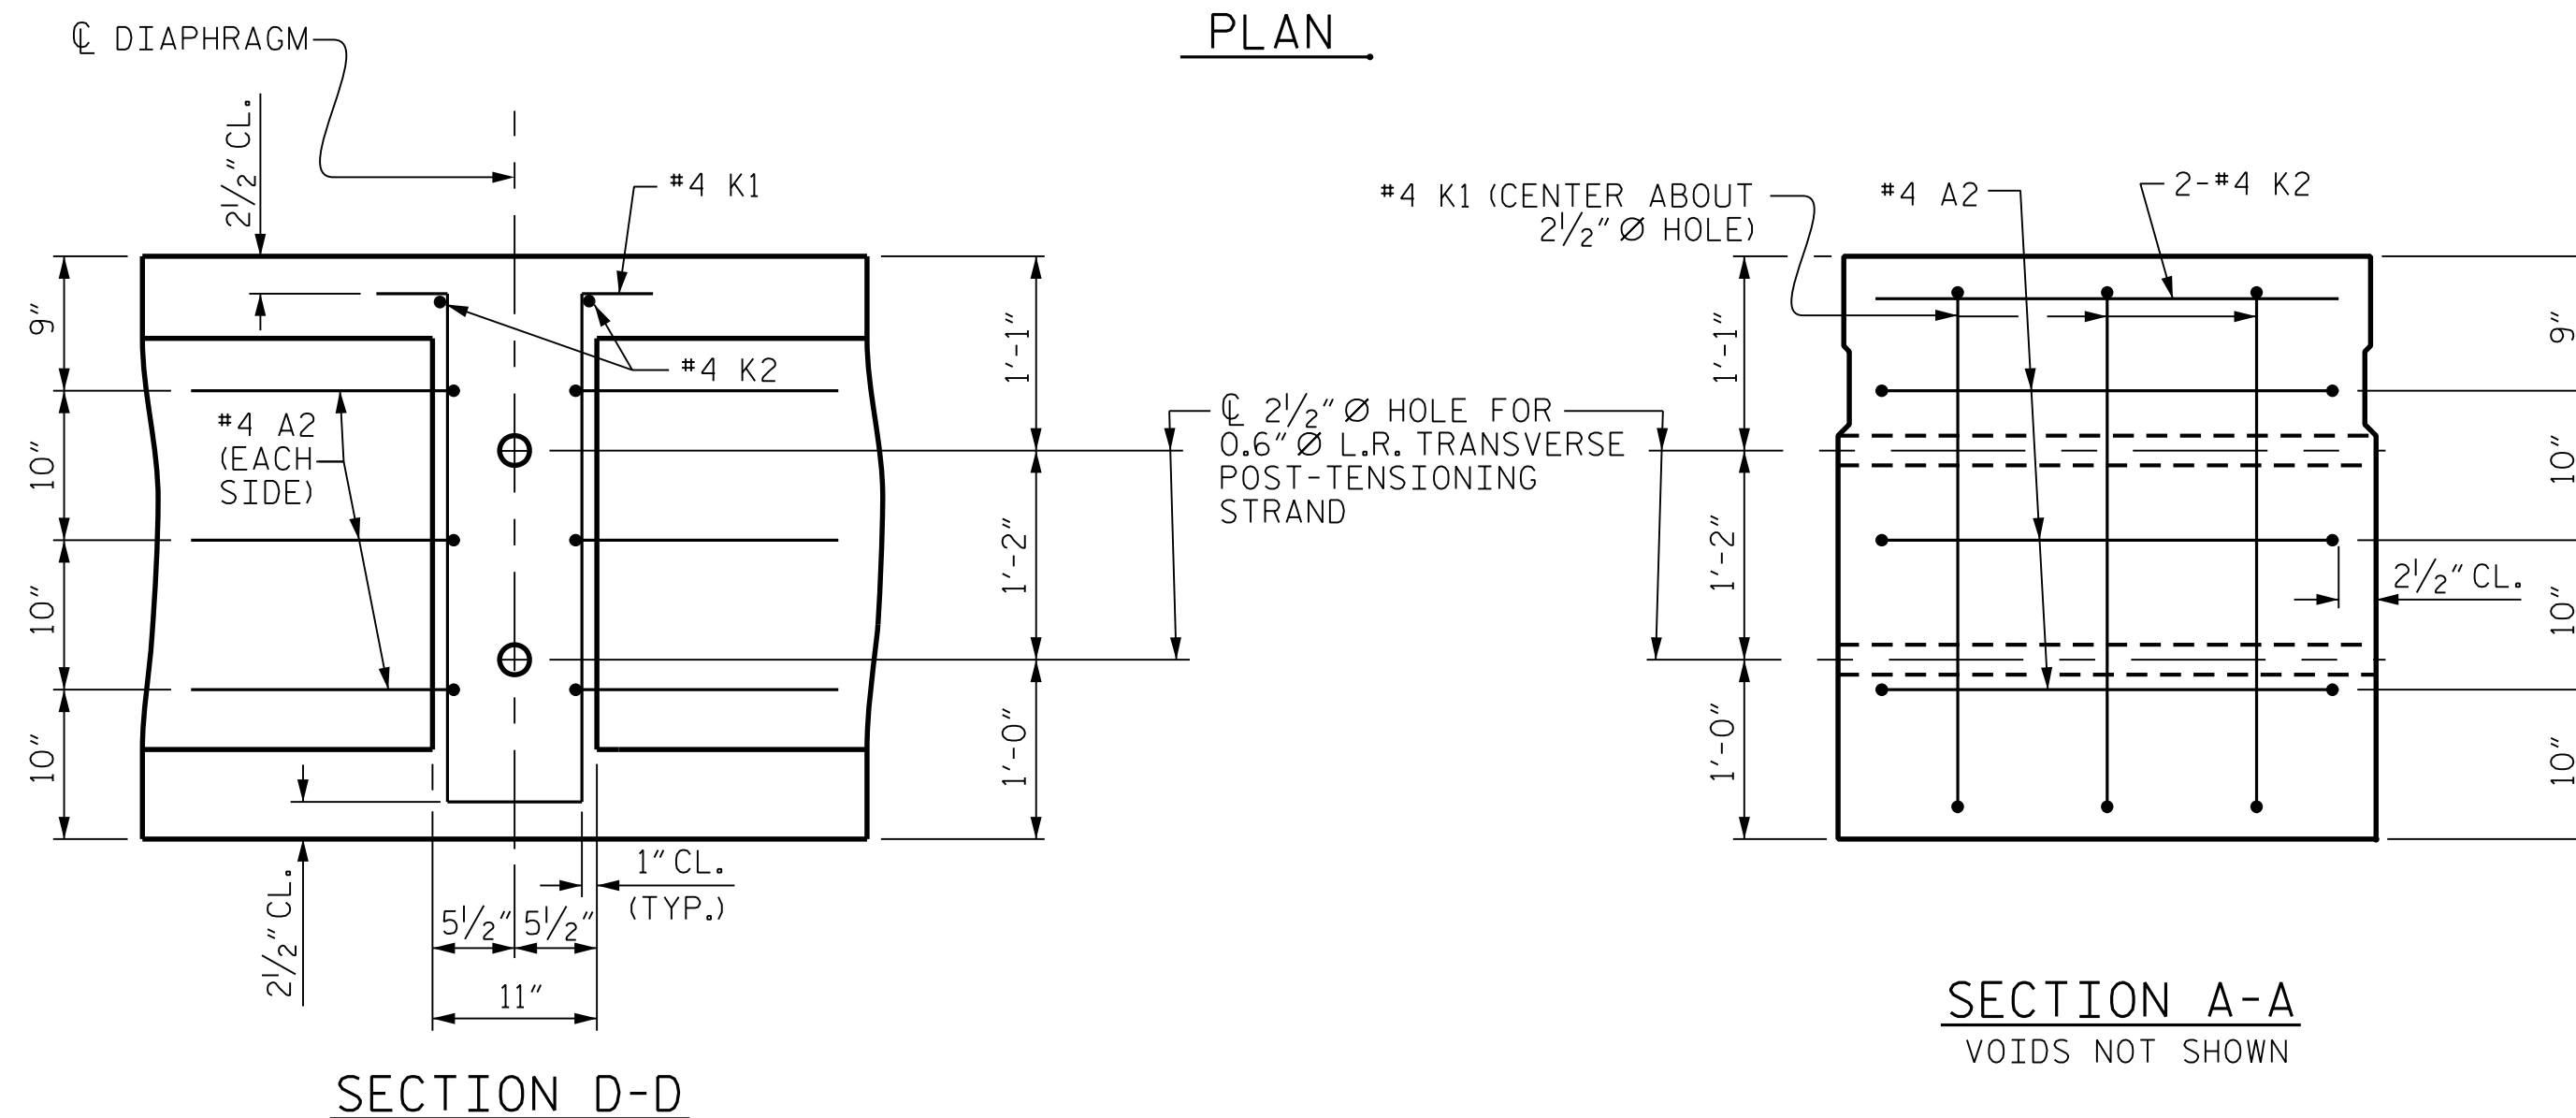 PLAN
℄ DIAPHRAGM
2½" CL.
#4 K1
#4 K2
#4 A2
(EACH
SIDE)
9"
10"
10"
10"
1'-1"
1'-2"
1'-0"
2½" CL.
1" CL.
(TYP.)
5½"
5½"
11"
SECTION D-D
℄ 2½" Ø HOLE FOR
0.6" Ø L.R. TRANSVERSE
POST-TENSIONING
STRAND
#4 K1 (CENTER ABOUT
2½" Ø HOLE)
#4 A2
2-#4 K2
1'-1"
1'-2"
1'-0"
9"
10"
10"
10"
2½" CL.
SECTION A-A
VOIDS NOT SHOWN